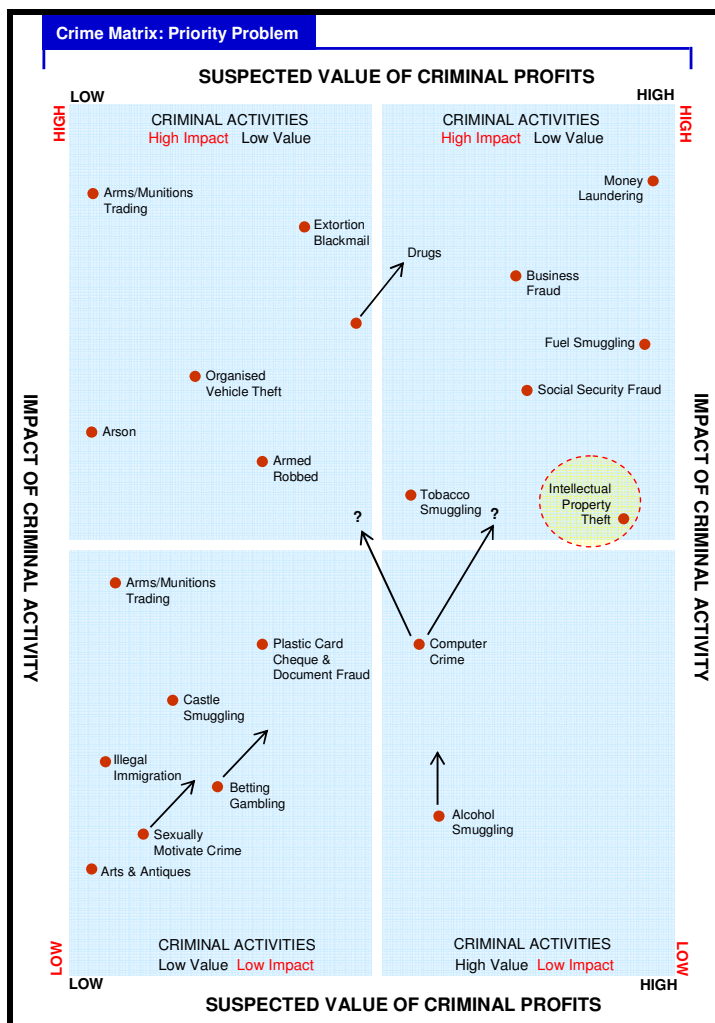 Crime Matrix: Priority Problem
SUSPECTED VALUE OF CRIMINAL PROFITS
LOW
HIGH
HIGH
HIGH
CRIMINAL ACTIVITIES
High Impact Low Value
CRIMINAL ACTIVITIES
High Impact Low Value
Arms/Munitions
Trading
Extortion
Blackmail
Money
Laundering
Drugs
Business
Fraud
Fuel Smuggling
Organised
Vehicle Theft
Social Security Fraud
Arson
Armed
Robbed
Tobacco
Smuggling
Intellectual
Property
Theft
?
?
IMPACT OF CRIMINAL ACTIVITY
IMPACT OF CRIMINAL ACTIVITY
Arms/Munitions
Trading
Plastic Card
Cheque &
Document Fraud
Computer
Crime
Castle
Smuggling
Illegal
Immigration
Betting
Gambling
Alcohol
Smuggling
Sexually
Motivate Crime
Arts & Antiques
CRIMINAL ACTIVITIES
Low Value Low Impact
CRIMINAL ACTIVITIES
High Value Low Impact
LOW
LOW
LOW
HIGH
SUSPECTED VALUE OF CRIMINAL PROFITS